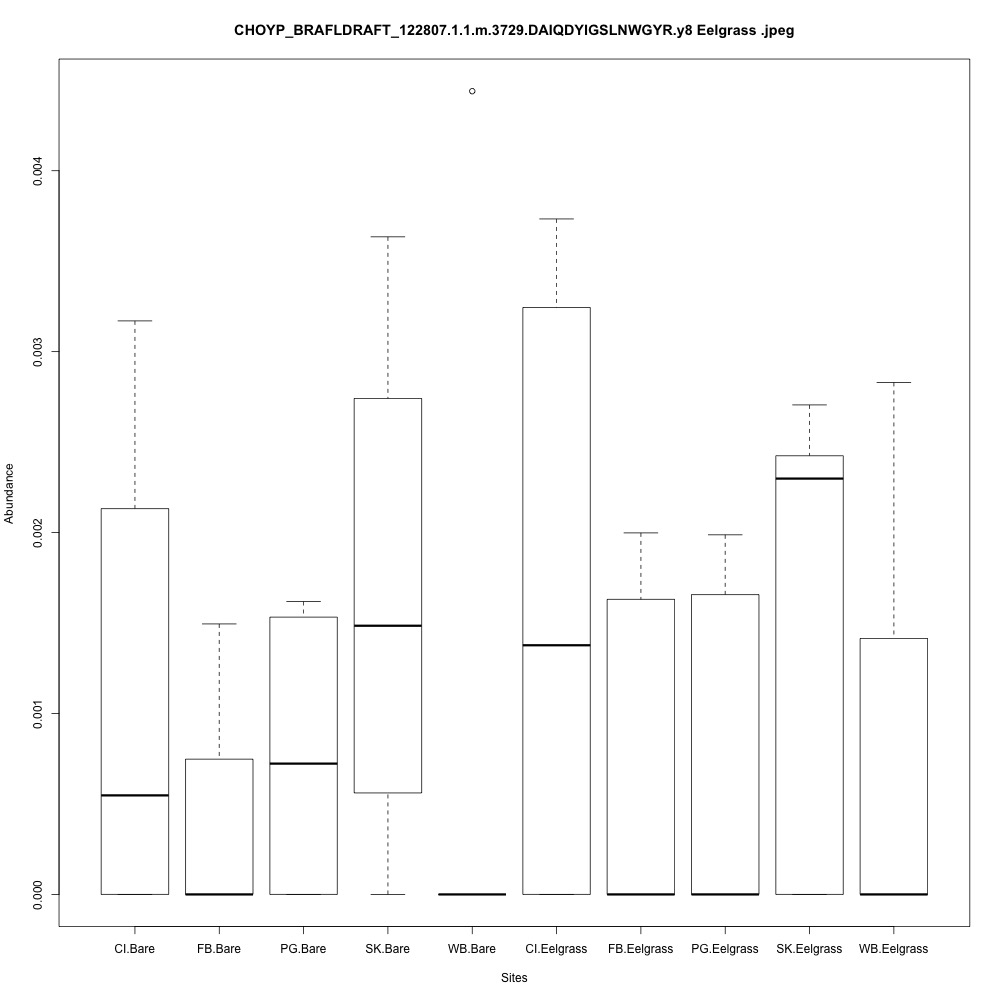 CHOYP_BRAFLDRAFT_122807.1.1.m.3729.DAIQDYIGSLNWGYR.y8 Eelgrass .jpeg
Abundance
0.004
0.003
0.002
0.001
0.000
CI.Bare FB.Bare PG.Bare SK.Bare WB.Bare CI.Eelgrass FB.Eelgrass PG.Eelgrass SK.Eelgrass WB.Eelgrass
Sites